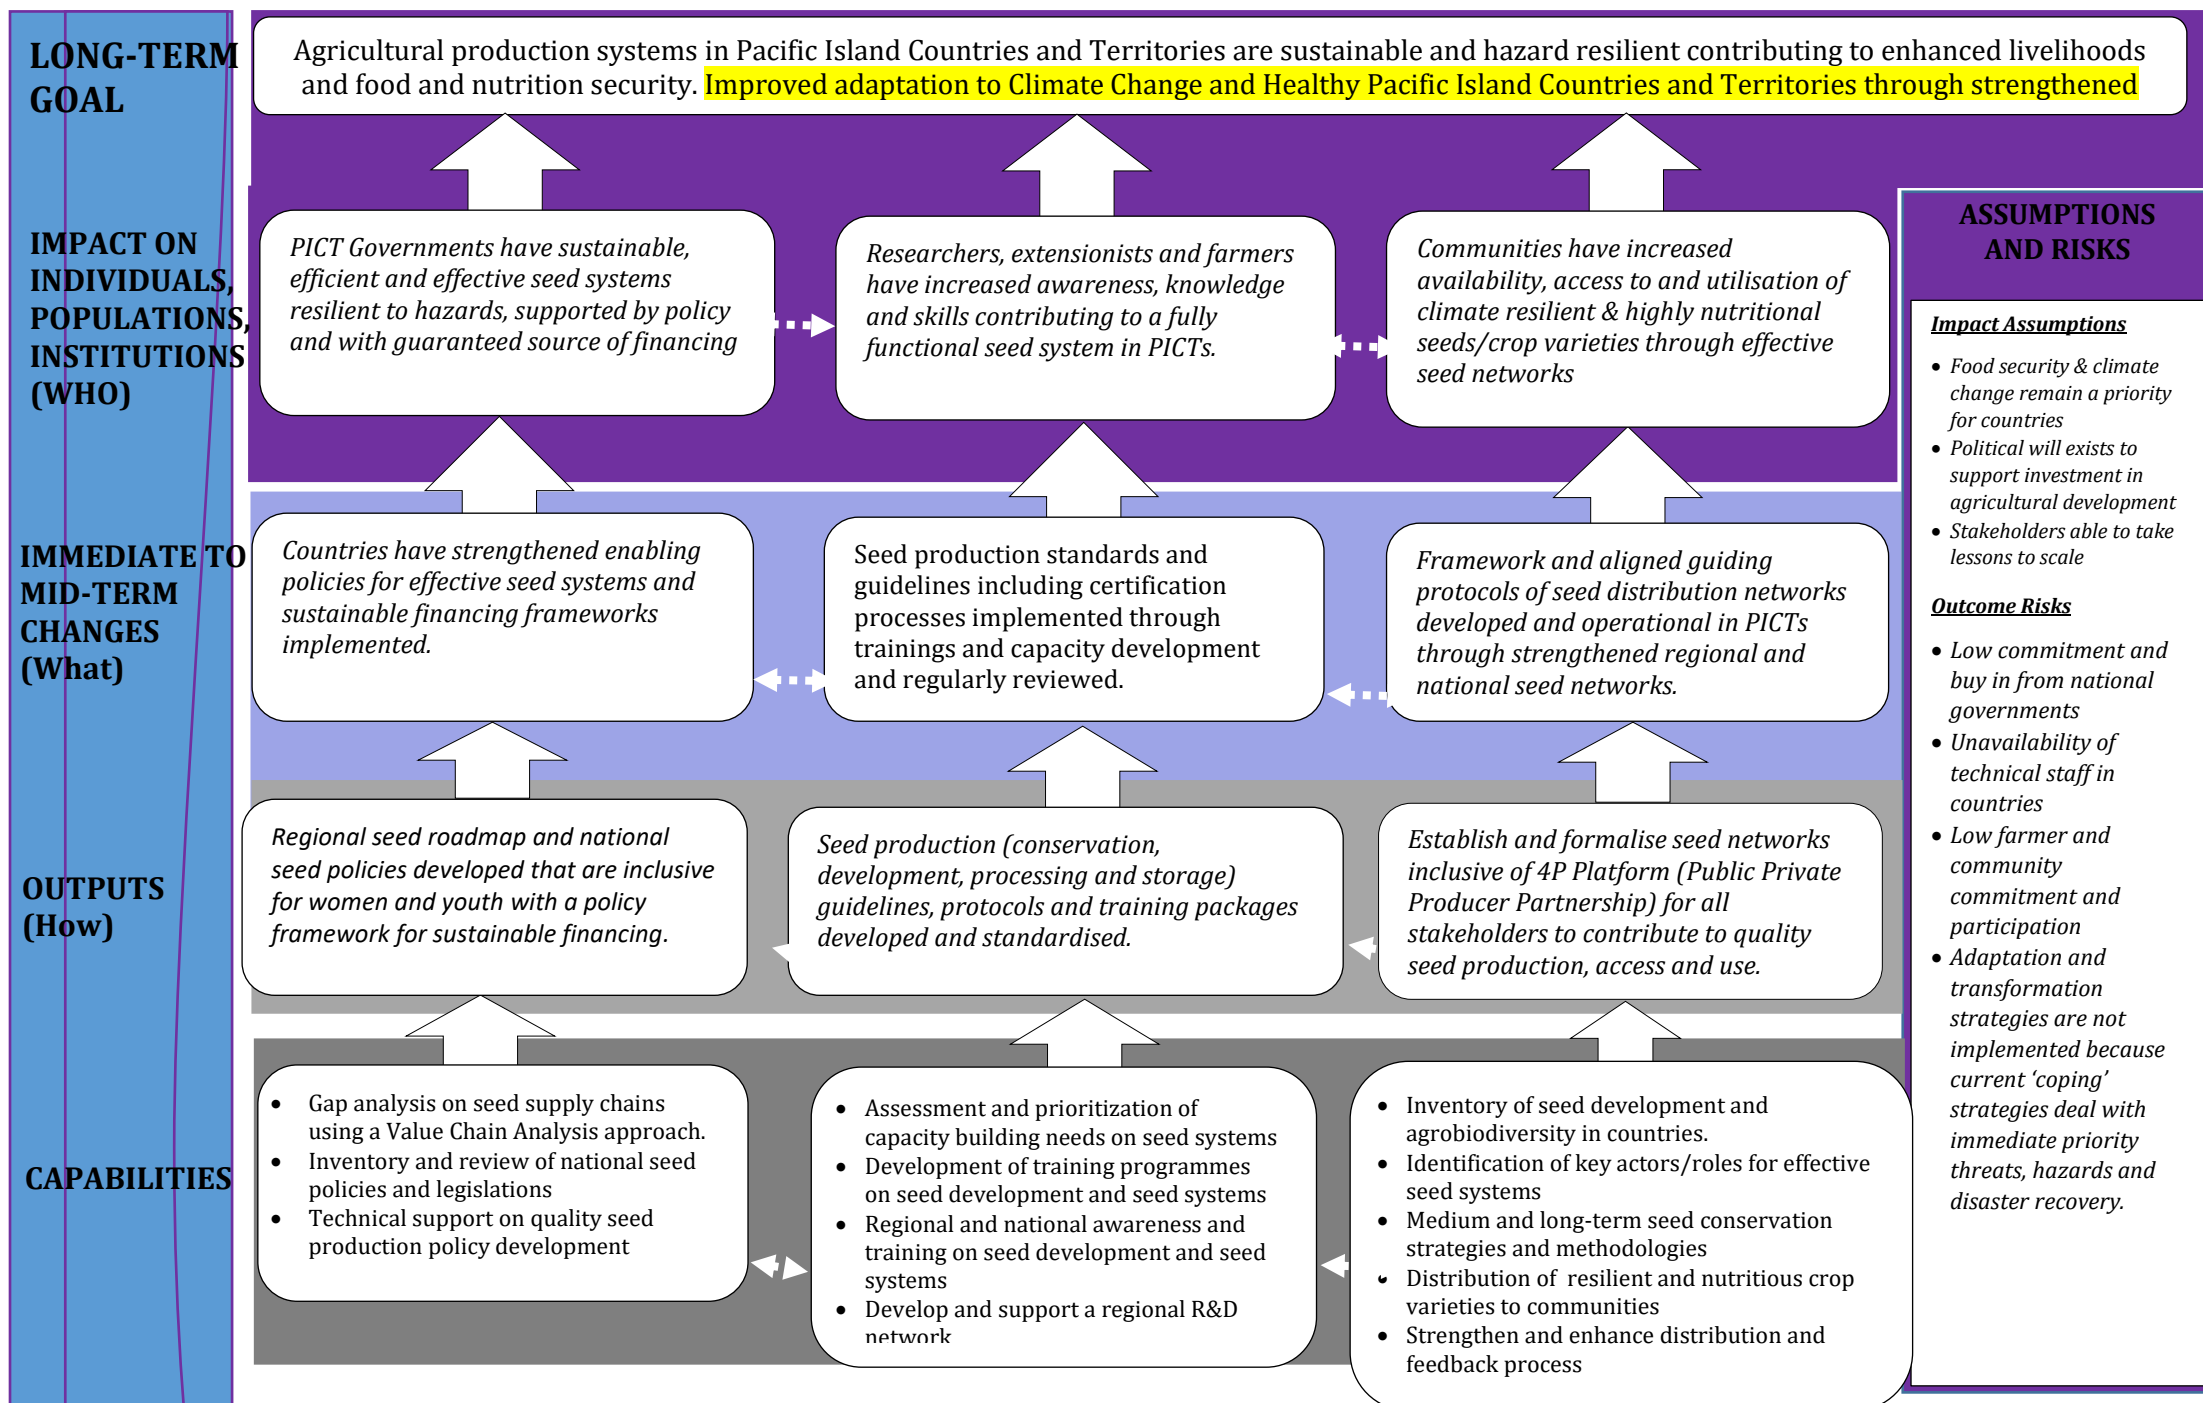 LONG-TERM
GOAL
Agricultural production systems in Pacific Island Countries and Territories are sustainable and hazard resilient contributing to enhanced livelihoods
and food and nutrition security. Improved adaptation to Climate Change and Healthy Pacific Island Countries and Territories through strengthened
IMPACT ON
INDIVIDUALS,
POPULATIONS,
INSTITUTIONS
(WHO)
PICT Governments have sustainable,
efficient and effective seed systems
resilient to hazards, supported by policy
and with guaranteed source of financing
Researchers, extensionists and farmers
have increased awareness, knowledge
and skills contributing to a fully
functional seed system in PICTs.
Communities have increased
availability, access to and utilisation of
climate resilient & highly nutritional
seeds/crop varieties through effective
seed networks
IMMEDIATE TO
MID-TERM
CHANGES
(What)
Countries have strengthened enabling
policies for effective seed systems and
sustainable financing frameworks
implemented.
Seed production standards and
guidelines including certification
processes implemented through
trainings and capacity development
and regularly reviewed.
Framework and aligned guiding
protocols of seed distribution networks
developed and operational in PICTs
through strengthened regional and
national seed networks.
OUTPUTS
(How)
Regional seed roadmap and national
seed policies developed that are inclusive
for women and youth with a policy
framework for sustainable financing.
Seed production (conservation,
development, processing and storage)
guidelines, protocols and training packages
developed and standardised.
Establish and formalise seed networks
inclusive of 4P Platform (Public Private
Producer Partnership) for all
stakeholders to contribute to quality
seed production, access and use.
CAPABILITIES
• Gap analysis on seed supply chains
using a Value Chain Analysis approach.
• Inventory and review of national seed
policies and legislations
• Technical support on quality seed
production policy development
• Assessment and prioritization of
capacity building needs on seed systems
• Development of training programmes
on seed development and seed systems
• Regional and national awareness and
training on seed development and seed
systems
• Develop and support a regional R&D
network
• Inventory of seed development and
agrobiodiversity in countries.
• Identification of key actors/roles for effective
seed systems
• Medium and long-term seed conservation
strategies and methodologies
• Distribution of resilient and nutritious crop
varieties to communities
• Strengthen and enhance distribution and
feedback process
ASSUMPTIONS
AND RISKS
Impact Assumptions
• Food security & climate
change remain a priority
for countries
• Political will exists to
support investment in
agricultural development
• Stakeholders able to take
lessons to scale
Outcome Risks
• Low commitment and
buy in from national
governments
• Unavailability of
technical staff in
countries
• Low farmer and
community
commitment and
participation
• Adaptation and
transformation
strategies are not
implemented because
current ‘coping’
strategies deal with
immediate priority
threats, hazards and
disaster recovery.